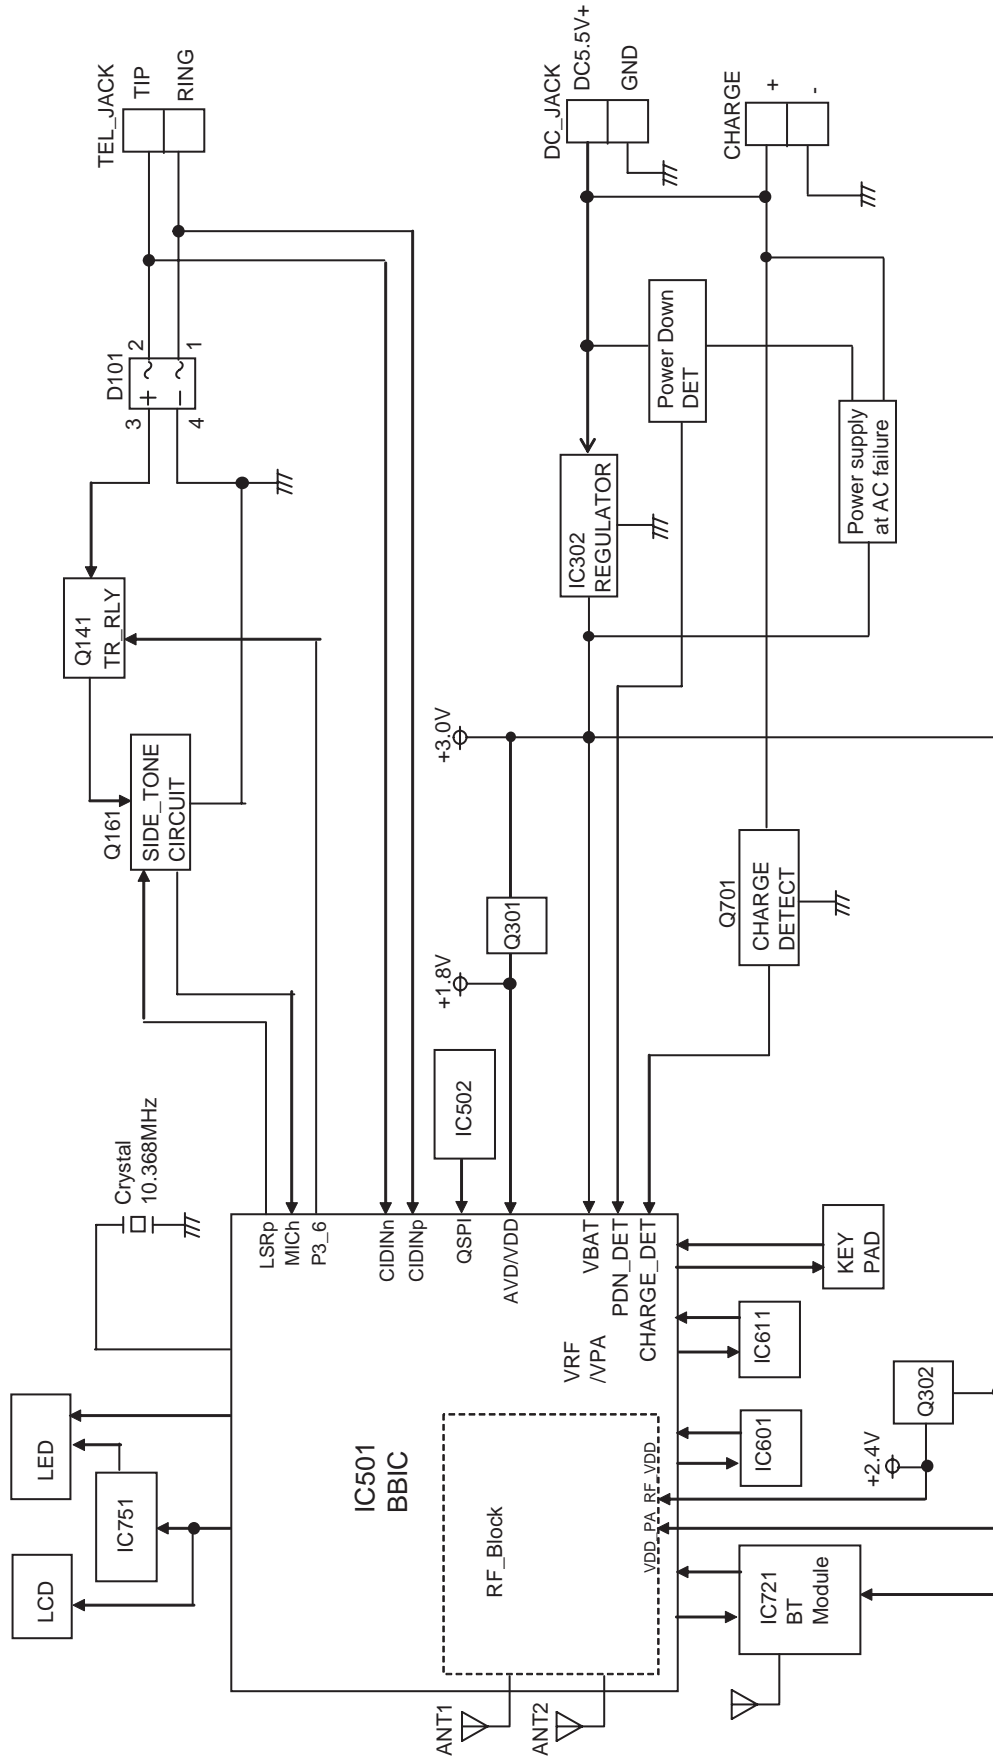 TEL_JACK
TIP
RING
DC_JACK
DC5.5V+
GND
CHARGE
+
-
D101
3
2
4
1
+
~
−
~
Q141
TR_RLY
Q161
SIDE_TONE
CIRCUIT
Power Down
DET
IC302
REGULATOR
Power supply
at AC failure
+3.0V
Q301
+1.8V
Q701
CHARGE
DETECT
IC502
Crystal
10.368MHz
LSRp
MICh
P3_6
CIDINn
CIDINp
QSPI
AVD/VDD
VBAT
PDN_DET
CHARGE_DET
VRF
/VPA
KEY
PAD
IC611
IC601
Q302
+2.4V
IC501
BBIC
RF_Block
VDD_PA
RF_VDD
IC721
BT
Module
LED
IC751
LCD
ANT1
ANT2